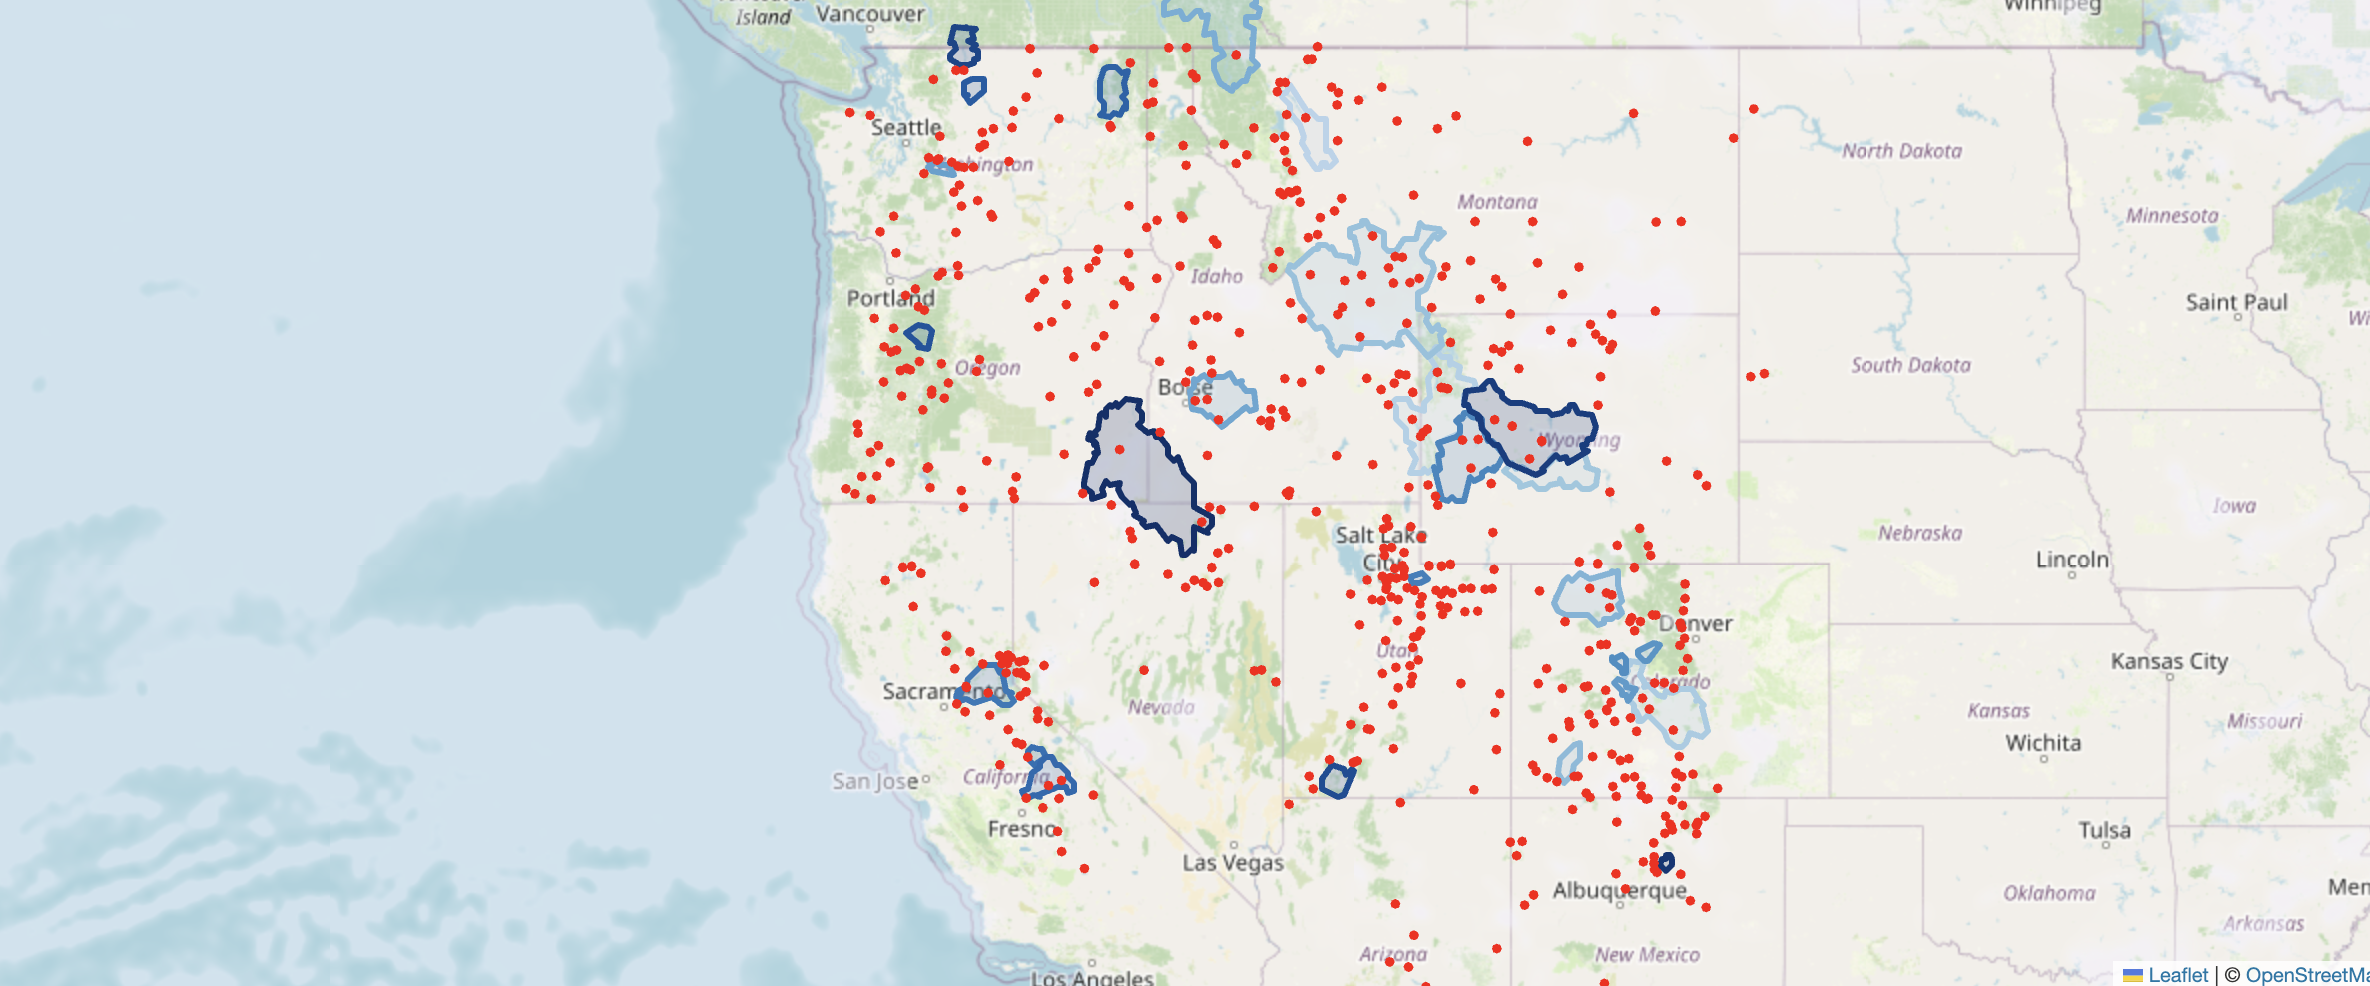 Island
Vancouver
Winnipeg
Seattle
North Dakota
Minnesota
Montana
Idaho
Portland
Saint Paul
Oregon
South Dakota
Boise
Wyoming
Iowa
Salt Lake
City
Nebraska
Lincoln
Denver
Utah
Kansas City
Sacramento
Colorado
Nevada
Kansas
Missouri
Wichita
San Jose
California
Fresno
Tulsa
Las Vegas
Albuquerque
Oklahoma
Arkansas
Arizona
New Mexico
Los Angeles
Leaflet | © OpenStreetMa